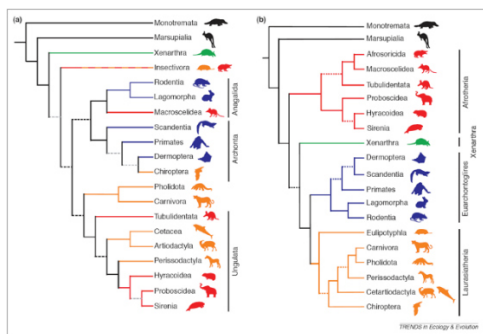 (a)
Monotremata
Marsupialia
Xenarthra
Insectivora
Rodentia
Lagomorpha
Macroscelidea
Scandentia
Primates
Dermoptera
Chiroptera
Pholidota
Carnivora
Tubulidentata
Cetacea
Artiodactyla
Perissodactyla
Hyracoidea
Proboscidea
Sirenia
Anagalida
Archonta
Ungulata
(b)
Monotremata
Marsupialia
Afrosoricida
Macroscelidea
Tubulidentata
Proboscidea
Hyracoidea
Sirenia
Xenarthra
Dermoptera
Scandentia
Primates
Lagomorpha
Rodentia
Eulipotyphla
Carnivora
Pholidota
Perissodactyla
Cetartiodactyla
Chiroptera
Afrotheria
Xenarthra
Euarchontoglires
Laurasiatheria
TRENDS in Ecology & Evolution